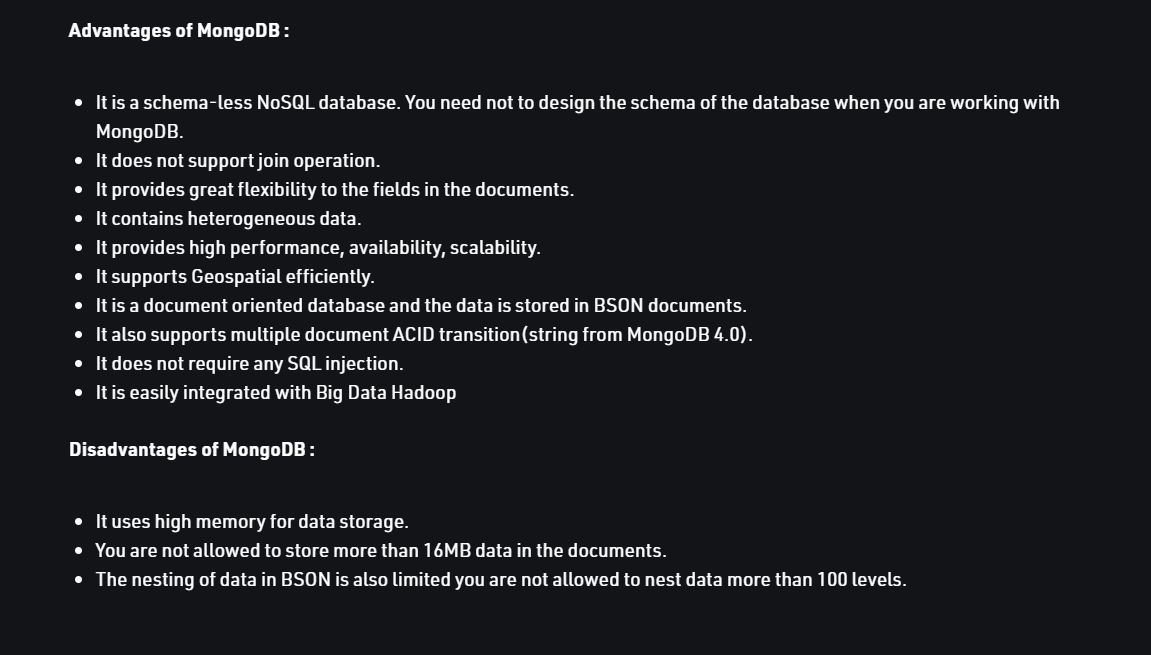 Advantages of MongoDB :
It is a schema-less NoSQL database. You need not to design the schema of the database when you are working with
MongoDB.
It does not support join operation.
It provides great flexibility to the fields in the documents.
It contains heterogeneous data.
It provides high performance, availability, scalability.
It supports Geospatial efficiently.
It is a document oriented database and the data is stored in BSON documents.
It also supports multiple document ACID transition(string from MongoDB 4.0).
It does not require any SQL injection.
It is easily integrated with Big Data Hadoop
Disadvantages of MongoDB :
It uses high memory for data storage.
You are not allowed to store more than 16MB data in the documents.
The nesting of data in BSON is also limited you are not allowed to nest data more than 100 levels.